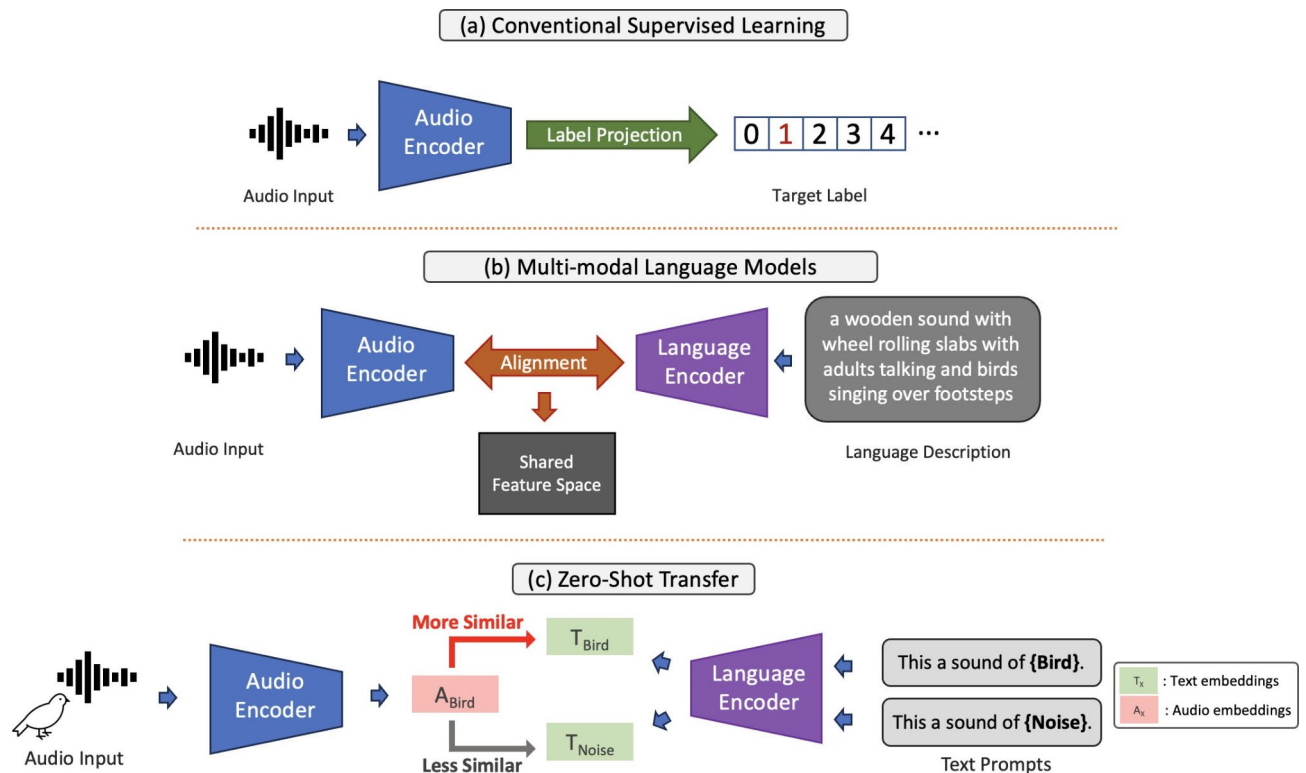 (a) Conventional Supervised Learning
Audio
Encoder
Label Projection
0 1 2 3 4 ...
Audio Input
Target Label
(b) Multi-modal Language Models
Audio
Encoder
Alignment
Language
Encoder
a wooden sound with
wheel rolling slabs with
adults talking and birds
singing over footsteps
Audio Input
Shared
Feature Space
Language Description
(c) Zero-Shot Transfer
More Similar
Audio
Encoder
A_Bird
T_Bird
T_Noise
Less Similar
Language
Encoder
This a sound of {Bird}.
This a sound of {Noise}.
T_x : Text embeddings
A_x : Audio embeddings
Audio Input
Text Prompts